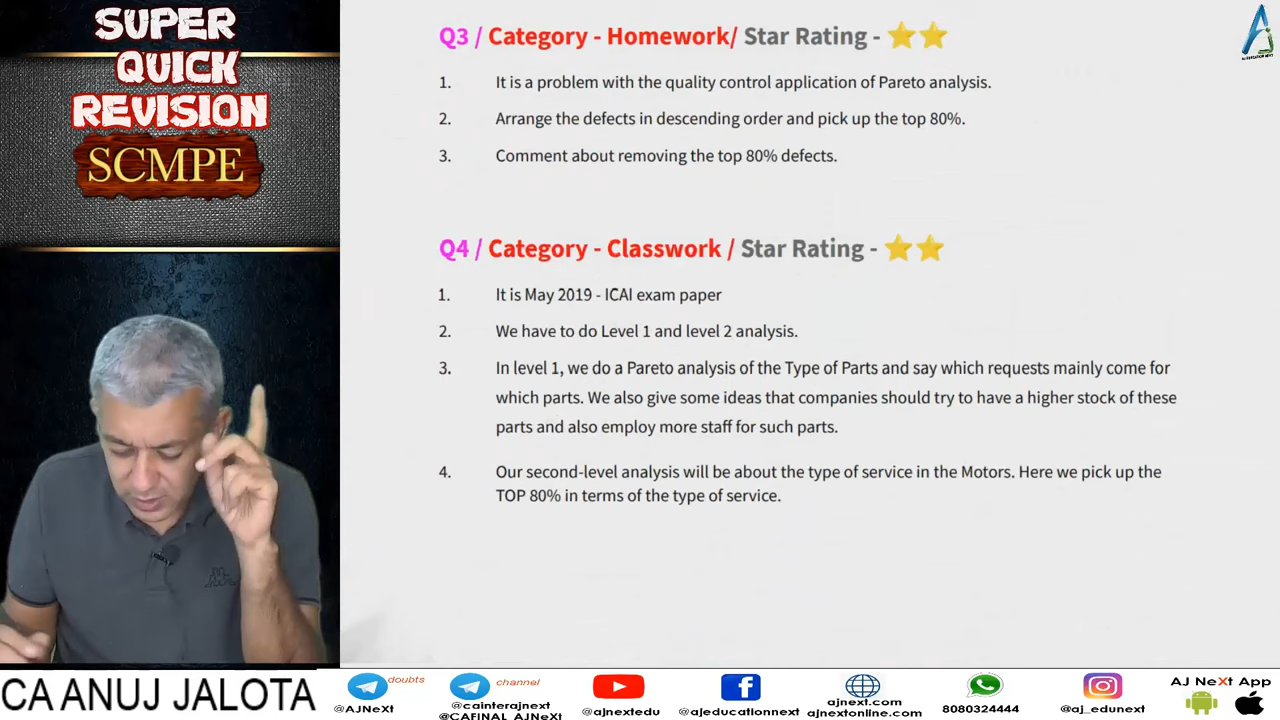 SUPER
QUICK
REVISION
SCMPE
Q3 / Category - Homework/ Star Rating - ⭐⭐
1. It is a problem with the quality control application of Pareto analysis.
2. Arrange the defects in descending order and pick up the top 80%.
3. Comment about removing the top 80% defects.
Q4 / Category - Classwork / Star Rating - ⭐⭐
1. It is May 2019 - ICAI exam paper
2. We have to do Level 1 and level 2 analysis.
3. In level 1, we do a Pareto analysis of the Type of Parts and say which requests mainly come for
which parts. We also give some ideas that companies should try to have a higher stock of these
parts and also employ more staff for such parts.
4. Our second-level analysis will be about the type of service in the Motors. Here we pick up the
TOP 80% in terms of the type of service.
CA ANUJ JALOTA
doubts
@AJNeXt
channel
@cainterajnext
@CAFINAL_AJNeXt
@ajnextedu
@ajeducationnext
ajnext.com
ajnextonline.com
8080324444
@aj_edunext
AJ NeXt App